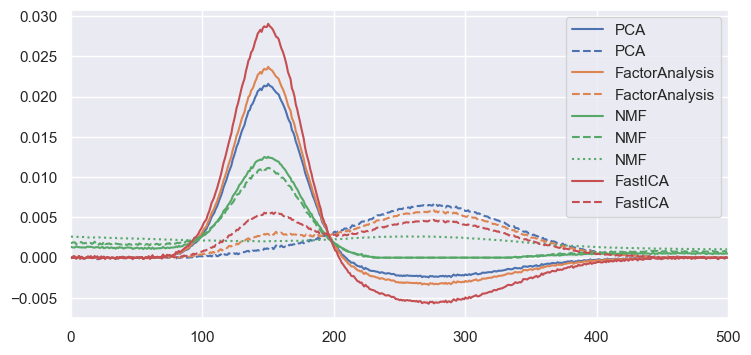 0.030
0.025
0.020
0.015
0.010
0.005
0.000
−0.005
0
100
200
300
400
500
PCA
PCA
FactorAnalysis
FactorAnalysis
NMF
NMF
NMF
FastICA
FastICA